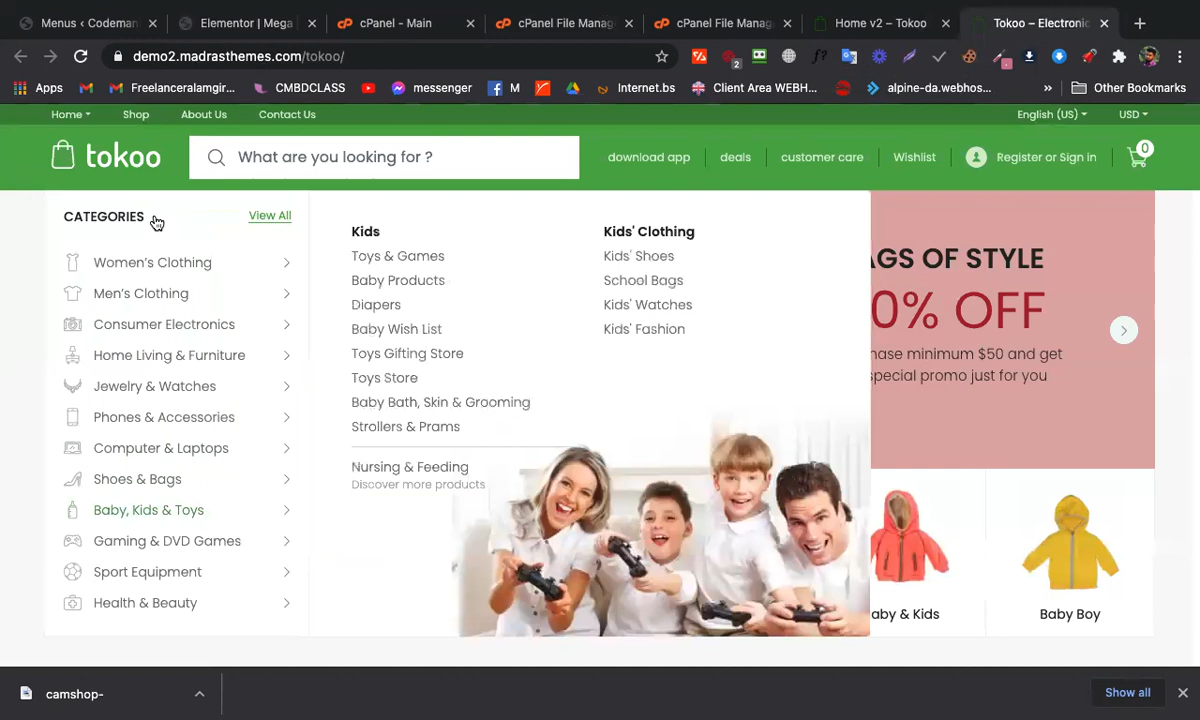 Menus ‹ Codeman
Elementor | Mega
cPanel - Main
cPanel File Manag
cPanel File Manag
Home v2 – Tokoo
Tokoo – Electronic
demo2.madrasthemes.com/tokoo/
2
Apps
Freelanceralamgir...
CMBDCLASS
messenger
M
Internet.bs
Client Area WEBH...
alpine-da.webhos...
»
Other Bookmarks
Home
Shop
About Us
Contact Us
English (US)
USD
tokoo
What are you looking for ?
download app
deals
customer care
Wishlist
Register or Sign in
0
CATEGORIES
View All
Women's Clothing
Men's Clothing
Consumer Electronics
Home Living & Furniture
Jewelry & Watches
Phones & Accessories
Computer & Laptops
Shoes & Bags
Baby, Kids & Toys
Gaming & DVD Games
Sport Equipment
Health & Beauty
Kids
Toys & Games
Baby Products
Diapers
Baby Wish List
Toys Gifting Store
Toys Store
Baby Bath, Skin & Grooming
Strollers & Prams
Nursing & Feeding
Discover more products
Kids' Clothing
Kids' Shoes
School Bags
Kids' Watches
Kids' Fashion
AGS OF STYLE
0% OFF
hase minimum $50 and get
special promo just for you
aby & Kids
Baby Boy
camshop-
Show all